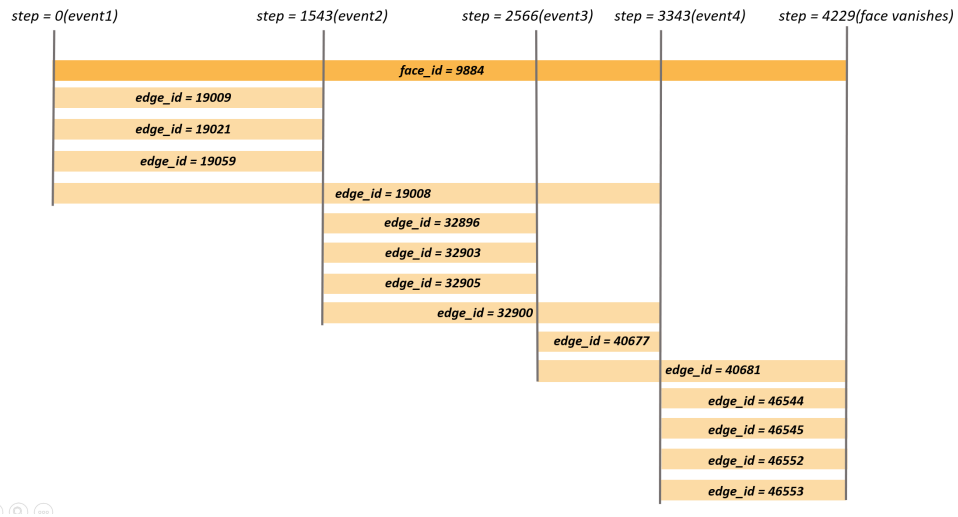 step = 0(event1) step = 1543(event2) step = 2566(event3) step = 3343(event4) step = 4229(face vanishes)
face_id = 9884
edge_id = 19009
edge_id = 19021
edge_id = 19059
edge_id = 19008
edge_id = 32896
edge_id = 32903
edge_id = 32905
edge_id = 32900
edge_id = 40677
edge_id = 40681
edge_id = 46544
edge_id = 46545
edge_id = 46552
edge_id = 46553